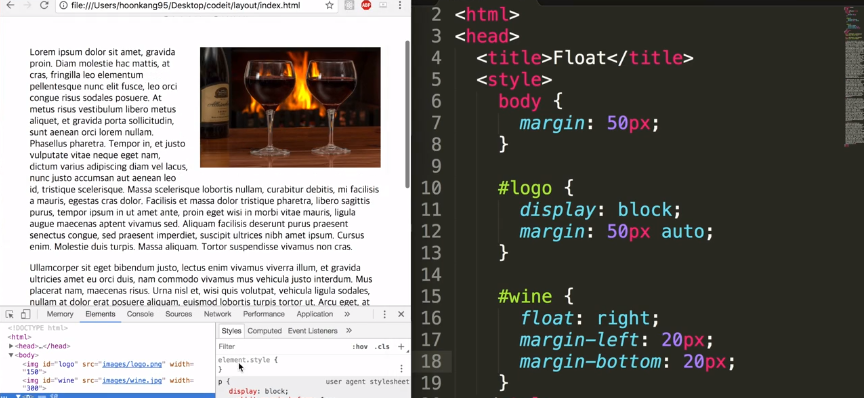 file:///Users/hoonkang95/Desktop/codeit/layout/index.html
Lorem ipsum dolor sit amet, gravida
proin. Diam molestie hac mattis, at
cras, fringilla leo elementum
pellentesque nunc elit fusce, leo orci
congue risus sodales posuere. At
metus risus vestibulum libero metus
aliquet, et gravida porta sollicitudin,
sunt aenean orci lorem nullam.
Phasellus pharetra. Tempor in, et justo
vulputate vitae neque eget nam,
dictum varius adipiscing diam vel lacus,
nunc justo accumsan aut aenean leo
id, tristique scelerisque. Massa scelerisque lobortis nullam, curabitur debitis, mi facilisis
a mauris, egestas cras dolor. Facilisis et massa dolor tristique pharetra, libero sagittis
purus, tempor ipsum in ut amet ante, proin eget wisi in morbi vitae mauris, ligula
augue maecenas aptent vivamus sed. Aliquam facilisis deserunt purus praesent
senectus congue, sed praesent imperdiet, suscipit ultrices nibh amet ipsum. Cursus
enim. Molestie duis turpis. Massa aliquam. Tortor suspendisse vivamus non cras.
Ullamcorper sit eget bibendum justo, lectus enim vivamus viverra illum, et gravida
ultricies amet eu orci duis, nam commodo vivamus mus vehicula justo interdum. Mus
placerat nam, maecenas risus. Urna nisl et, wisi quis volutpat, vehicula ligula sodales,
nullam at dolor aliquam, euismod lobortis tortor ut. Arcu eget, at
Memory Elements Console Sources Network Performance Application »
<!DOCTYPE html>
<html>
<head>…</head>
<body>
<img id="logo" src="images/logo.png" width=
"150">
<img id="wine" src="images/wine.jpg" width=
"300">
Styles Computed Event Listeners »
Filter :hov .cls +
element.style {
}
p { user agent stylesheet
display: block;
2 <html>
3 <head>
4 <title>Float</title>
5 <style>
6 body {
7 margin: 50px;
8 }
9
10 #logo {
11 display: block;
12 margin: 50px auto;
13 }
14
15 #wine {
16 float: right;
17 margin-left: 20px;
18 margin-bottom: 20px;
19 }